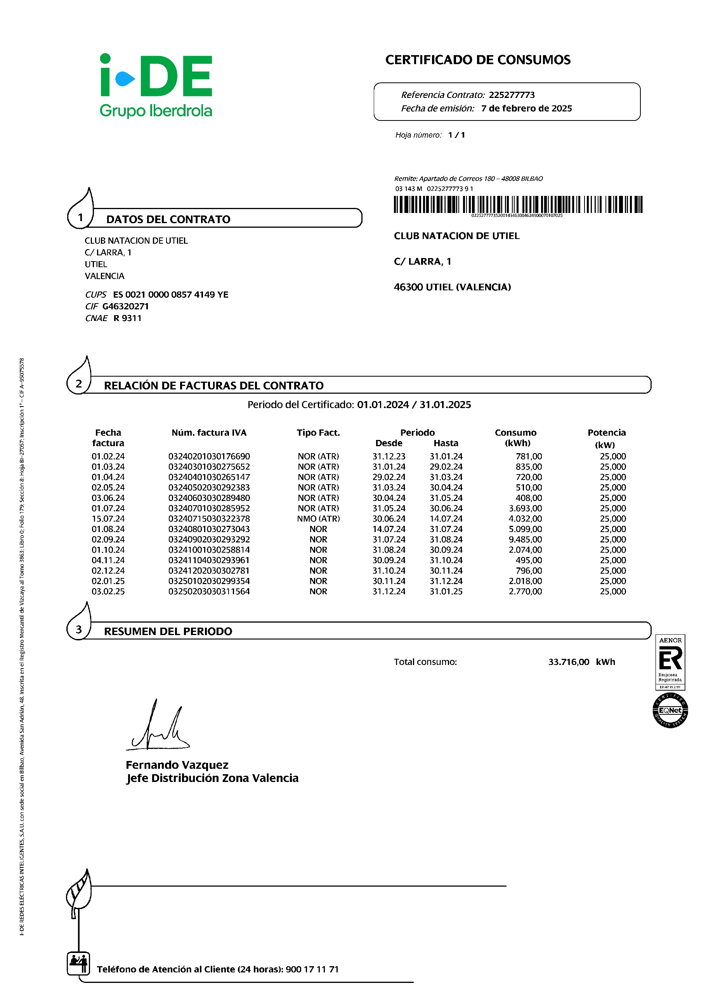 i-DE
Grupo Iberdrola
CERTIFICADO DE CONSUMOS
Referencia Contrato: 225277773
Fecha de emisión: 7 de febrero de 2025
Hoja número: 1 / 1
Remite: Apartado de Correos 180 – 48008 BILBAO
03 143 M 0225277773 9 1
0225277773520014346300462490007010702​5
CLUB NATACION DE UTIEL
C/ LARRA, 1
46300 UTIEL (VALENCIA)
1 DATOS DEL CONTRATO
CLUB NATACION DE UTIEL
C/ LARRA, 1
UTIEL
VALENCIA
CUPS ES 0021 0000 0857 4149 YE
CIF G46320271
CNAE R 9311
2 RELACIÓN DE FACTURAS DEL CONTRATO
Periodo del Certificado: 01.01.2024 / 31.01.2025
Fecha Núm. factura IVA Tipo Fact. Periodo Consumo Potencia
factura Desde Hasta (kWh) (kW)
01.02.24 03240201030176690 NOR (ATR) 31.12.23 31.01.24 781,00 25,000
01.03.24 03240301030275652 NOR (ATR) 31.01.24 29.02.24 835,00 25,000
01.04.24 03240401030265147 NOR (ATR) 29.02.24 31.03.24 720,00 25,000
02.05.24 03240502030292383 NOR (ATR) 31.03.24 30.04.24 510,00 25,000
03.06.24 03240603030289480 NOR (ATR) 30.04.24 31.05.24 408,00 25,000
01.07.24 03240701030285952 NOR (ATR) 31.05.24 30.06.24 3.693,00 25,000
15.07.24 03240715030322378 NMO (ATR) 30.06.24 14.07.24 4.032,00 25,000
01.08.24 03240801030273043 NOR 14.07.24 31.07.24 5.099,00 25,000
02.09.24 03240902030293292 NOR 31.07.24 31.08.24 9.485,00 25,000
01.10.24 03241001030258814 NOR 31.08.24 30.09.24 2.074,00 25,000
04.11.24 03241104030293961 NOR 30.09.24 31.10.24 495,00 25,000
02.12.24 03241202030302781 NOR 31.10.24 30.11.24 796,00 25,000
02.01.25 03250102030299354 NOR 30.11.24 31.12.24 2.018,00 25,000
03.02.25 03250203030311564 NOR 31.12.24 31.01.25 2.770,00 25,000
3 RESUMEN DEL PERIODO
Total consumo: 33.716,00 kWh
AENOR
ER
Empresa
Registrada
ER-0739/2/99
CERTIFIED
EQNet
QUALITY SYSTEM
Fernando Vazquez
Jefe Distribución Zona Valencia
Teléfono de Atención al Cliente (24 horas): 900 17 11 71
I–DE REDES ELÉCTRICAS INTELIGENTES, S.A.U. con sede social en Bilbao, Avenida San Adrián, 48. Inscrita en el Registro Mercantil de Vizcaya al Tomo 3863; Libro 0; Folio 179; Sección 8; Hoja BI–27057; Inscripción 1ª – CIF A–95075578